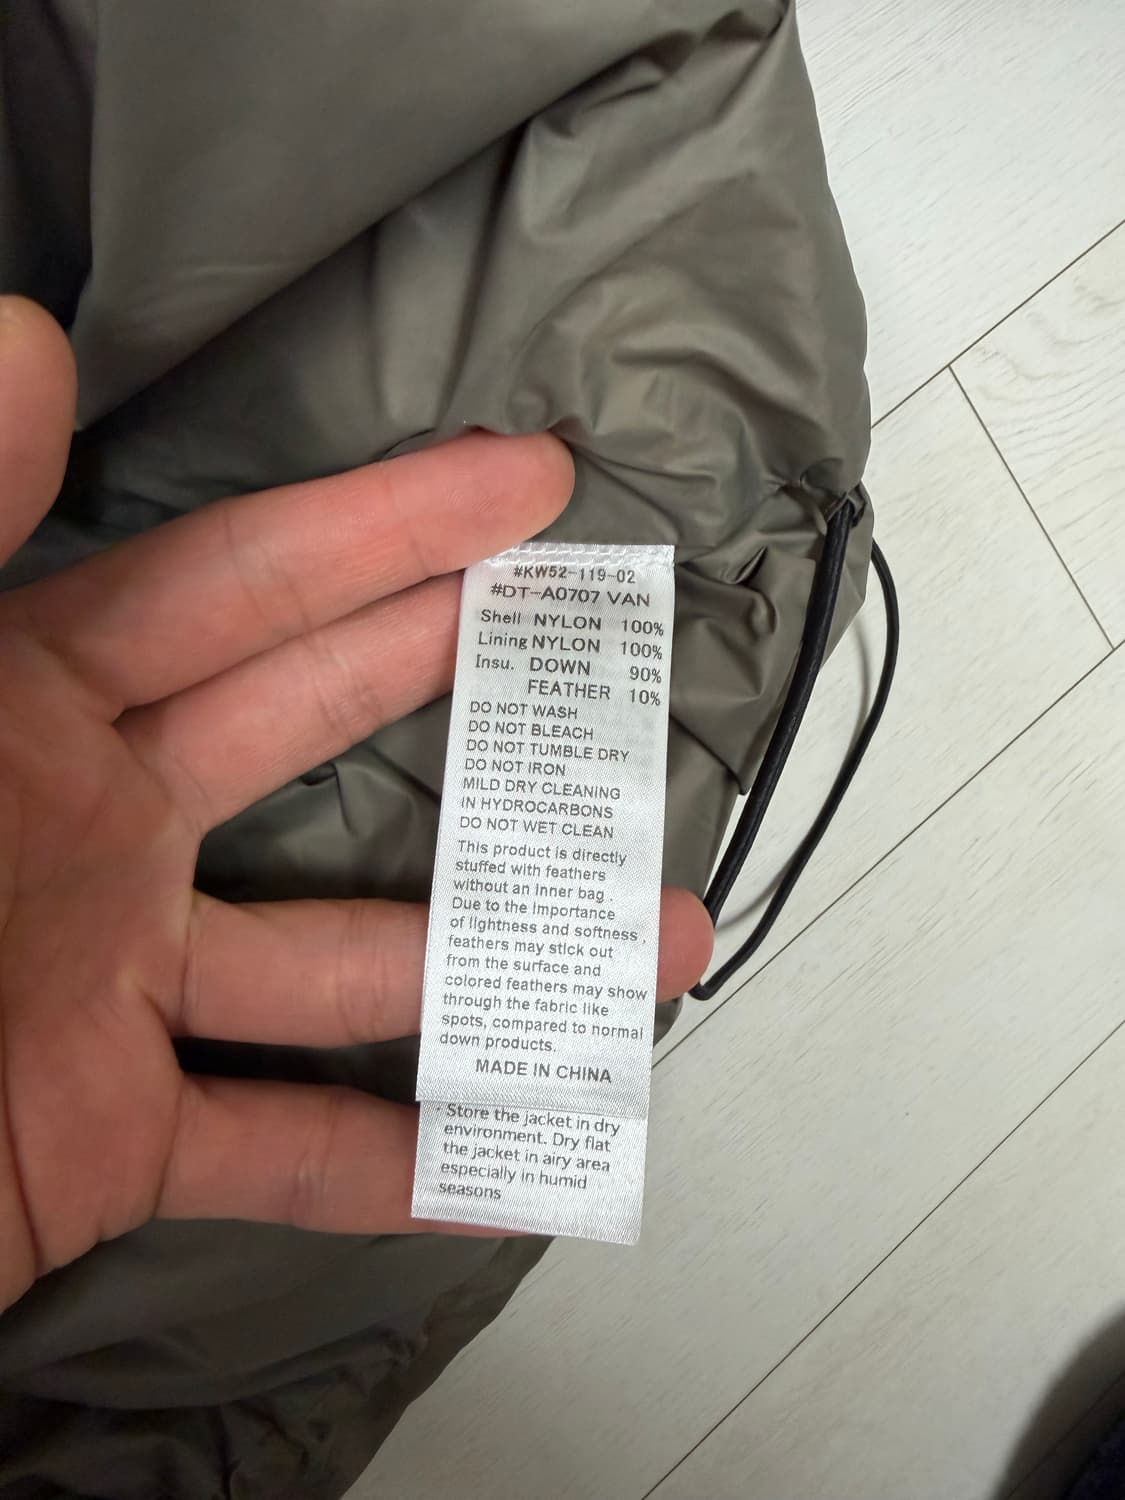 #KW52-119-02
#DT-A0707 VAN
Shell NYLON 100%
Lining NYLON 100%
Insu. DOWN 90%
FEATHER 10%
DO NOT WASH
DO NOT BLEACH
DO NOT TUMBLE DRY
DO NOT IRON
MILD DRY CLEANING
IN HYDROCARBONS
DO NOT WET CLEAN
This product is directly
stuffed with feathers
without an inner bag .
Due to the importance
of lightness and softness ,
feathers may stick out
from the surface and
colored feathers may show
through the fabric like
spots, compared to normal
down products.
MADE IN CHINA
· Store the jacket in dry
environment. Dry flat
the jacket in airy area
especially in humid
seasons